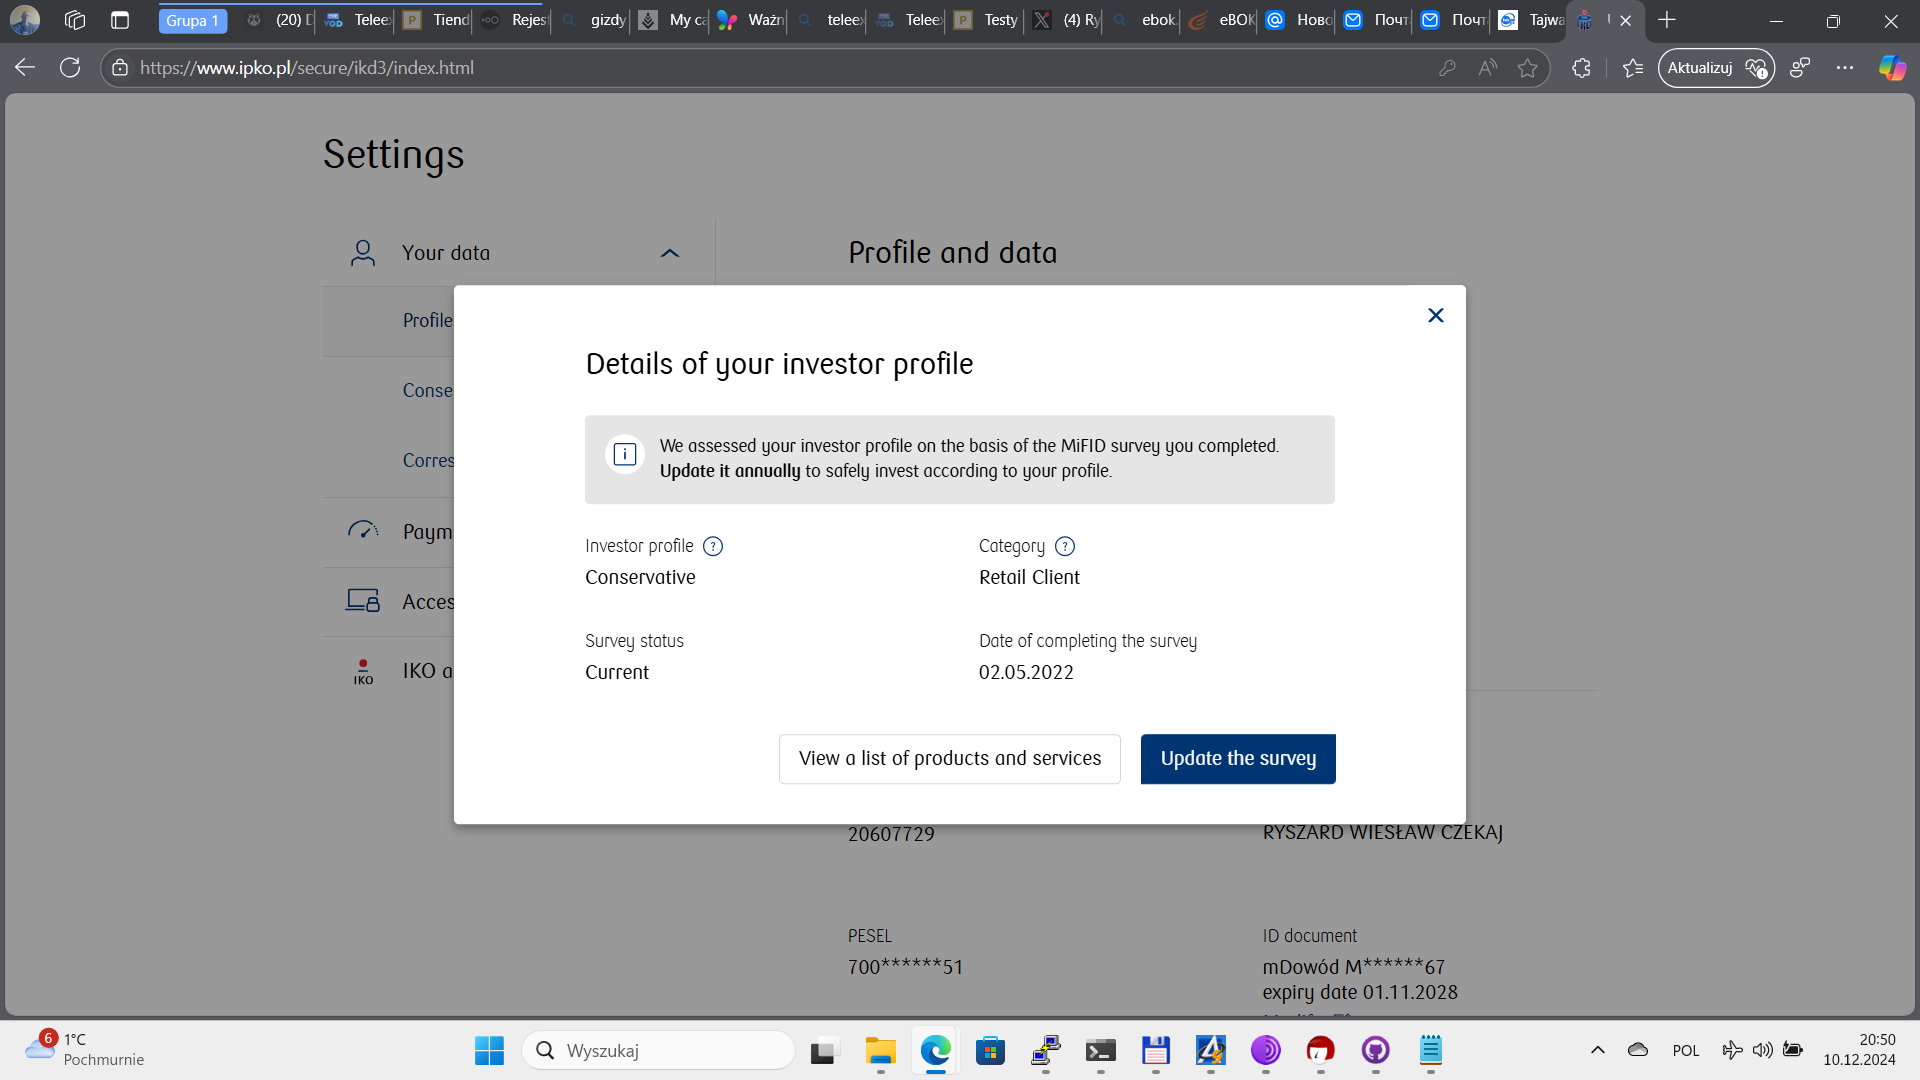 Grupa 1
(20) D
Teleex
Tiend
Rejest
gizdy
My ca
Ważn
teleex
Teleex
Testy
(4) Ry
ebok.
eBOK
Ново
Почт
Почт
Tajwa
https://www.ipko.pl/secure/ikd3/index.html
Aktualizuj
Settings
Your data
Profile and data
Profile
Conse
Corres
Paym
Acces
IKO
IKO a
Details of your investor profile
We assessed your investor profile on the basis of the MiFID survey you completed.
Update it annually to safely invest according to your profile.
Investor profile ?
Category ?
Conservative
Retail Client
Survey status
Date of completing the survey
Current
02.05.2022
View a list of products and services
Update the survey
20607729
RYSZARD WIESŁAW CZEKAJ
PESEL
ID document
700******51
mDowód M******67
expiry date 01.11.2028
6
1°C
Pochmurnie
Wyszukaj
POL
20:50
10.12.2024